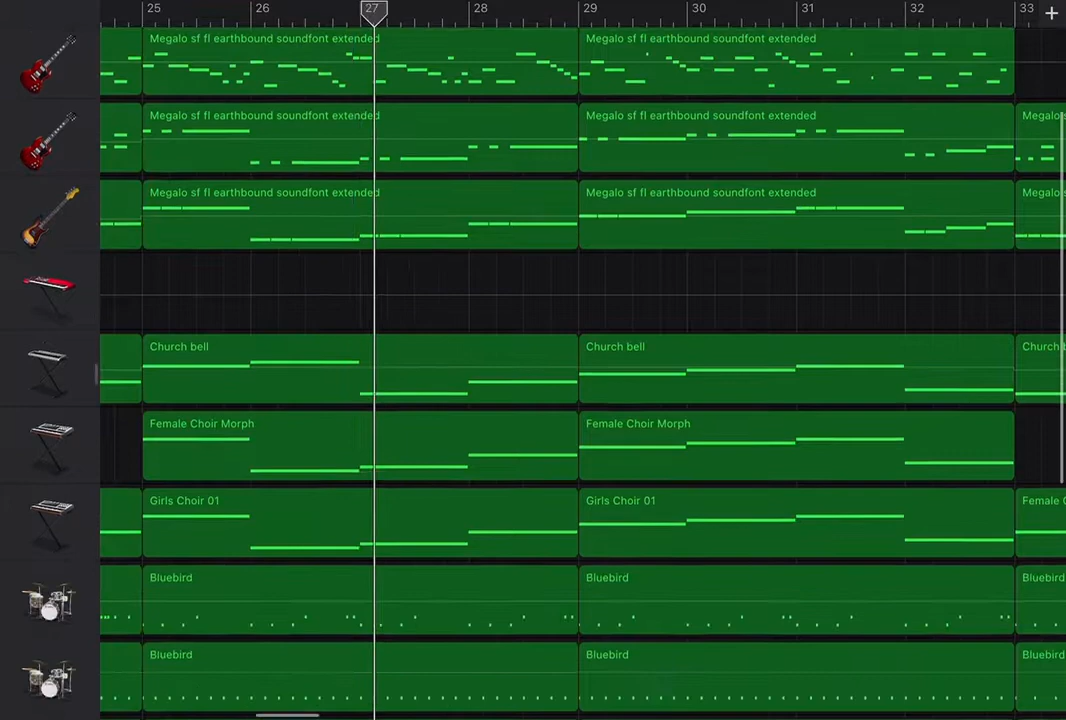 25 26 27 28 29 30 31 32 33 +
Megalo sf fl earthbound soundfont extended Megalo sf fl earthbound soundfont extended
Megalo sf fl earthbound soundfont extended Megalo sf fl earthbound soundfont extended Megalo
Megalo sf fl earthbound soundfont extended Megalo sf fl earthbound soundfont extended Megalo
Church bell Church bell Church
Female Choir Morph Female Choir Morph
Girls Choir 01 Girls Choir 01 Female
Bluebird Bluebird Bluebird
Bluebird Bluebird Bluebird